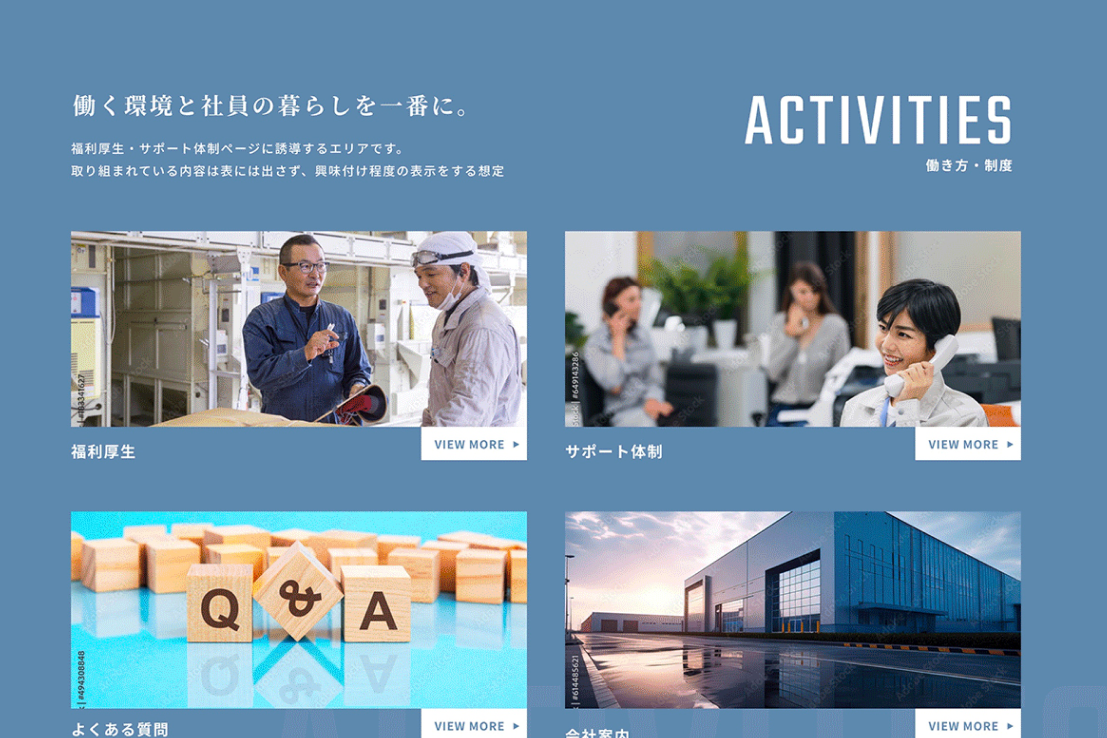 働く環境と社員の暮らしを一番に。
福利厚生・サポート体制ページに誘導するエリアです。
取り組まれている内容は表には出さず、興味付け程度の表示をする想定
ACTIVITIES
働き方・制度
福利厚生
VIEW MORE
#649143286
サポート体制
VIEW MORE
Q & A
#494308848
よくある質問
VIEW MORE
#614485621
会社案内
VIEW MORE